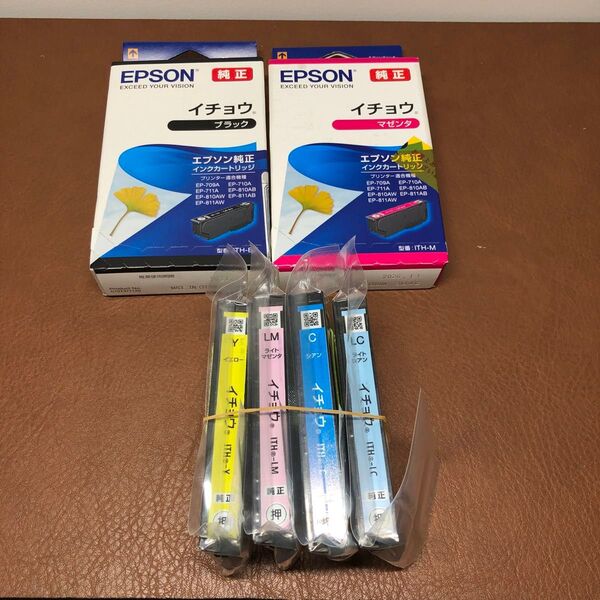 EPSON 純正
EXCEED YOUR VISION
イチョウ
ブラック
エプソン純正
インクカートリッジ
プリンター適合機種
EP-709A EP-710A
EP-711A EP-810AB
EP-810AW EP-811AB
EP-811AW
型番:ITH-B
EPSON 純正
EXCEED YOUR VISION
イチョウ®
マゼンタ
エプソン純正
インクカートリッジ
プリンター適合機種
EP-709A EP-710A
EP-711A EP-810AB
EP-810AW EP-811AB
EP-811AW
型番:ITH-M
Y
イエロー
イチョウ®
ITH®-Y
純正
押
LM
ライト
マゼンタ
イチョウ®
ITH®-LM
純正
押
C
シアン
イチョウ®
純正
押
LC
ライト
シアン
イチョウ®
ITH®-LC
純正
押